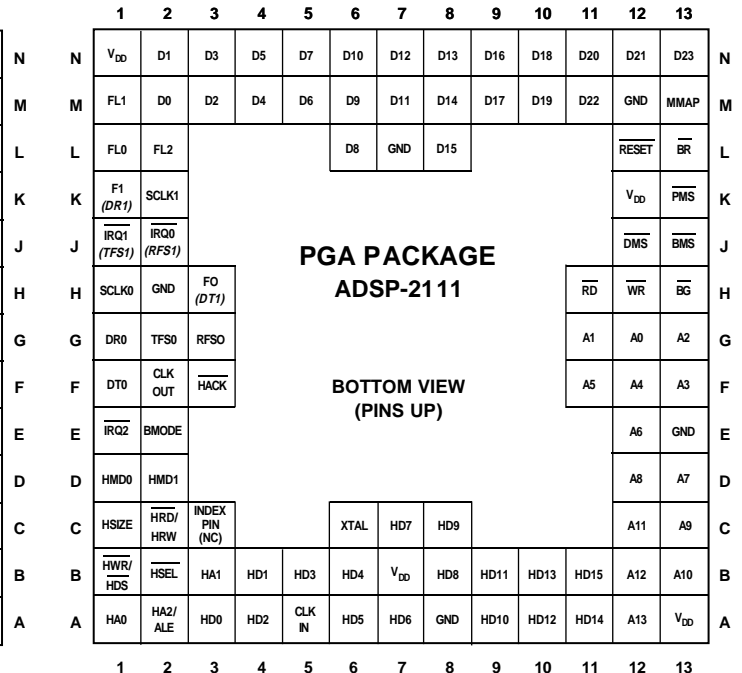 1 2 3 4 5 6 7 8 9 10 11 12 13
N N VDD D1 D3 D5 D7 D10 D12 D13 D16 D18 D20 D21 D23 N
M M FL1 D0 D2 D4 D6 D9 D11 D14 D17 D19 D22 GND MMAP M
L L FL0 FL2 D8 GND D15 RESET BR L
K K F1 (DR1) SCLK1 VDD PMS K
J J IRQ1 (TFS1) IRQ0 (RFS1) DMS BMS J
PGA PACKAGE
ADSP-2111
H H SCLK0 GND FO (DT1) RD WR BG H
G G DR0 TFS0 RFSO A1 A0 A2 G
F F DT0 CLK OUT HACK A5 A4 A3 F
BOTTOM VIEW
(PINS UP)
E E IRQ2 BMODE A6 GND E
D D HMD0 HMD1 A8 A7 D
C C HSIZE HRD/ HRW INDEX PIN (NC) XTAL HD7 HD9 A11 A9 C
B B HWR/ HDS HSEL HA1 HD1 HD3 HD4 VDD HD8 HD11 HD13 HD15 A12 A10 B
A A HA0 HA2/ ALE HD0 HD2 CLK IN HD5 HD6 GND HD10 HD12 HD14 A13 VDD A
1 2 3 4 5 6 7 8 9 10 11 12 13